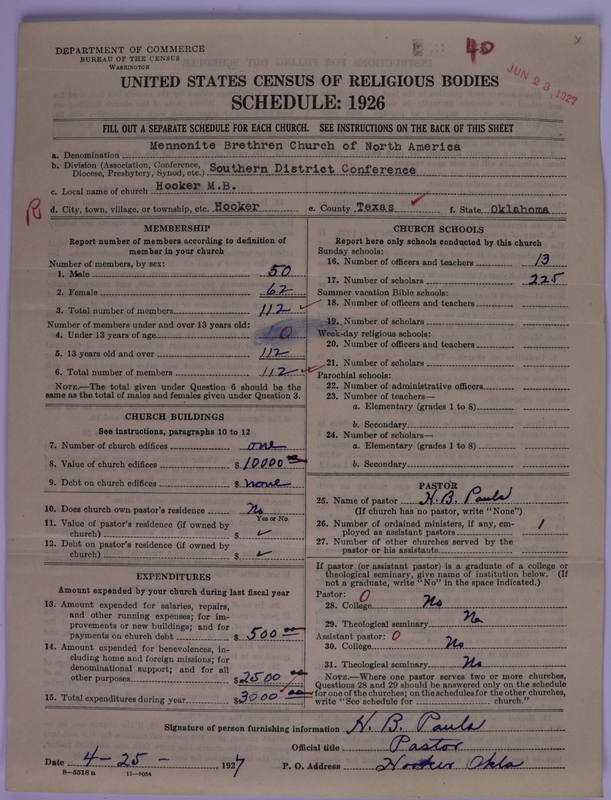 DEPARTMENT OF COMMERCE
BUREAU OF THE CENSUS
WASHINGTON
40
JUN 23 1927
x
UNITED STATES CENSUS OF RELIGIOUS BODIES
SCHEDULE: 1926
FILL OUT A SEPARATE SCHEDULE FOR EACH CHURCH. SEE INSTRUCTIONS ON THE BACK OF THIS SHEET
a. Denomination Mennonite Brethren Church of North America
b. Division (Association, Conference, Diocese, Presbytery, Synod, etc.) Southern District Conference
c. Local name of church Hooker M.B.
R d. City, town, village, or township, etc. Hooker e. County Texas ✓ f. State Oklahoma
MEMBERSHIP
Report number of members according to definition of
member in your church
Number of members, by sex:
1. Male 50
2. Female 62
3. Total number of members 112 ✓
Number of members under and over 13 years old:
4. Under 13 years of age 0
5. 13 years old and over 112
6. Total number of members 112 ✓
NOTE.—The total given under Question 6 should be the
same as the total of males and females given under Question 3.
CHURCH BUILDINGS
See instructions, paragraphs 10 to 12
7. Number of church edifices one
8. Value of church edifices $ 10000 00
9. Debt on church edifices $ none
10. Does church own pastor's residence No
Yes or No
11. Value of pastor's residence (if owned by
church) $ ✓
12. Debt on pastor's residence (if owned by
church) $ ✓
EXPENDITURES
Amount expended by your church during last fiscal year
13. Amount expended for salaries, repairs,
and other running expenses; for im-
provements or new buildings; and for
payments on church debt $ 500 00
14. Amount expended for benevolences, in-
cluding home and foreign missions; for
denominational support; and for all
other purposes $ 2500 00
15. Total expenditures during year $ 3000 00
CHURCH SCHOOLS
Report here only schools conducted by this church
Sunday schools:
16. Number of officers and teachers 13
17. Number of scholars 225
Summer vacation Bible schools:
18. Number of officers and teachers
19. Number of scholars
Week-day religious schools:
20. Number of officers and teachers
21. Number of scholars
Parochial schools:
22. Number of administrative officers
23. Number of teachers—
a. Elementary (grades 1 to 8)
b. Secondary
24. Number of scholars—
a. Elementary (grades 1 to 8)
b. Secondary
PASTOR
25. Name of pastor H. B. Pauls
(If church has no pastor, write "None")
26. Number of ordained ministers, if any, em-
ployed as assistant pastors 1
27. Number of other churches served by the
pastor or his assistants
If pastor (or assistant pastor) is a graduate of a college or
theological seminary, give name of institution below. (If
not a graduate, write "No" in the space indicated.)
Pastor: 0
28. College No
29. Theological seminary No
Assistant pastor: 0
30. College No
31. Theological seminary No
NOTE.—Where one pastor serves two or more churches,
Questions 28 and 29 should be answered only on the schedule
for one of the churches; on the schedules for the other churches,
write "See schedule for church."
Signature of person furnishing information H. B. Pauls
Official title Pastor
Date 4-25-, 1927 P. O. Address Hooker Okla
8-5518 a 11-9054